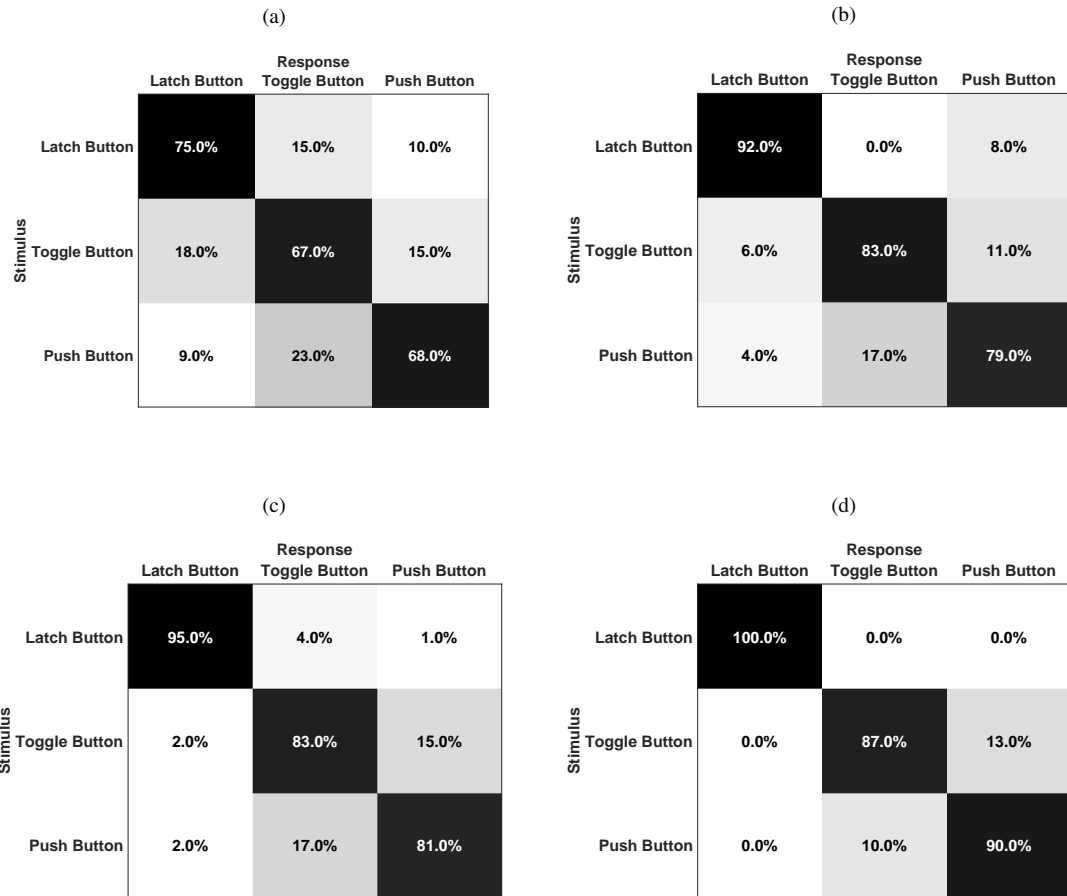 (a)
Response
Latch Button Toggle Button Push Button
Stimulus
Latch Button 75.0% 15.0% 10.0%
Toggle Button 18.0% 67.0% 15.0%
Push Button 9.0% 23.0% 68.0%
(b)
Response
Latch Button Toggle Button Push Button
Stimulus
Latch Button 92.0% 0.0% 8.0%
Toggle Button 6.0% 83.0% 11.0%
Push Button 4.0% 17.0% 79.0%
(c)
Response
Latch Button Toggle Button Push Button
Stimulus
Latch Button 95.0% 4.0% 1.0%
Toggle Button 2.0% 83.0% 15.0%
Push Button 2.0% 17.0% 81.0%
(d)
Response
Latch Button Toggle Button Push Button
Stimulus
Latch Button 100.0% 0.0% 0.0%
Toggle Button 0.0% 87.0% 13.0%
Push Button 0.0% 10.0% 90.0%